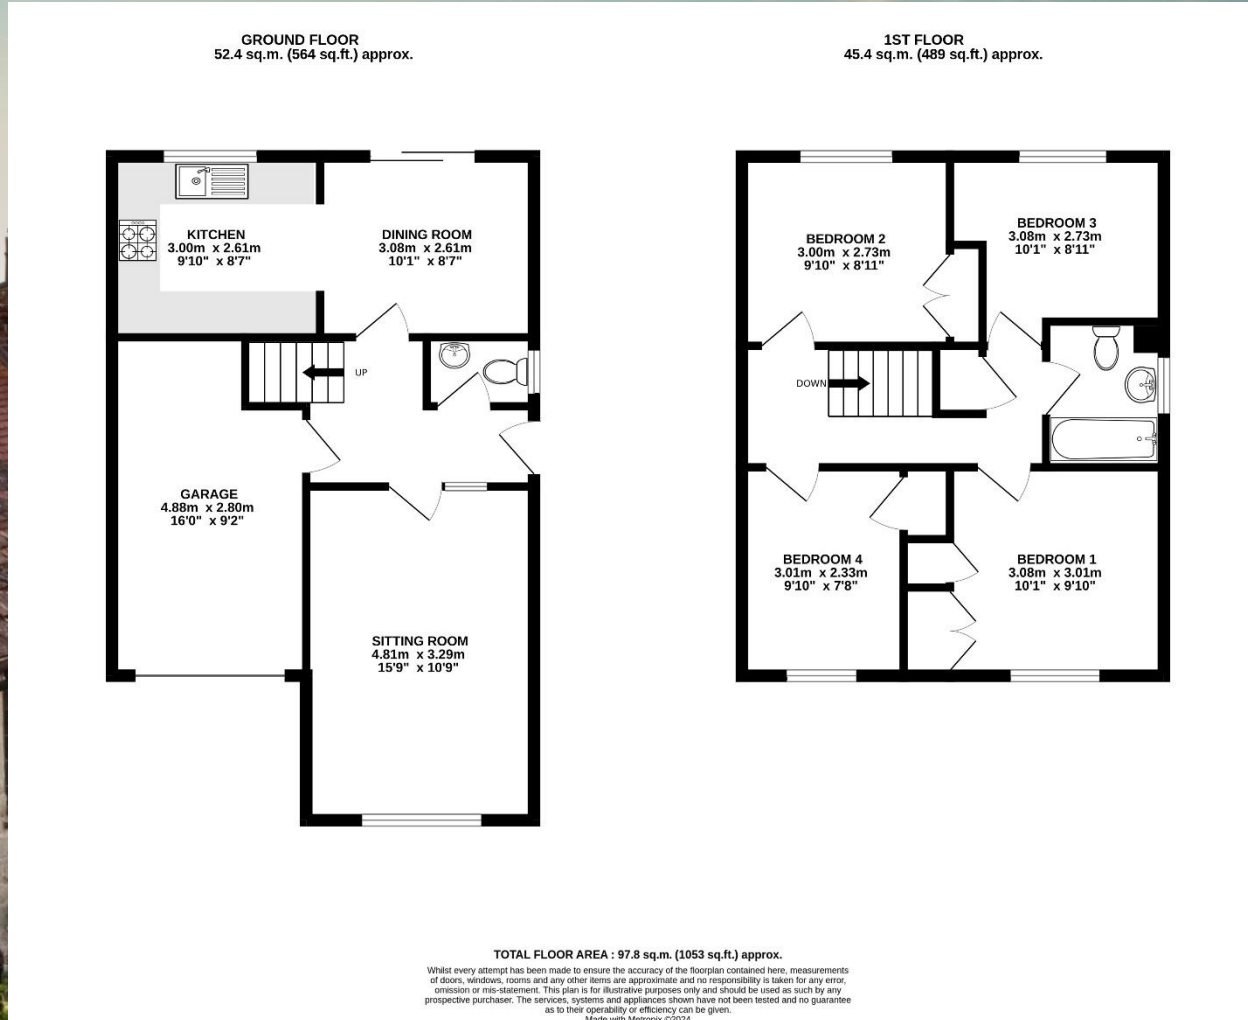 GROUND FLOOR
52.4 sq.m. (564 sq.ft.) approx.
1ST FLOOR
45.4 sq.m. (489 sq.ft.) approx.
KITCHEN
3.00m x 2.61m
9'10" x 8'7"
DINING ROOM
3.08m x 2.61m
10'1" x 8'7"
UP
GARAGE
4.88m x 2.80m
16'0" x 9'2"
SITTING ROOM
4.81m x 3.29m
15'9" x 10'9"
BEDROOM 2
3.00m x 2.73m
9'10" x 8'11"
BEDROOM 3
3.08m x 2.73m
10'1" x 8'11"
DOWN
BEDROOM 4
3.01m x 2.33m
9'10" x 7'8"
BEDROOM 1
3.08m x 3.01m
10'1" x 9'10"
TOTAL FLOOR AREA : 97.8 sq.m. (1053 sq.ft.) approx.
Whilst every attempt has been made to ensure the accuracy of the floorplan contained here, measurements
of doors, windows, rooms and any other items are approximate and no responsibility is taken for any error,
omission or mis-statement. This plan is for illustrative purposes only and should be used as such by any
prospective purchaser. The services, systems and appliances shown have not been tested and no guarantee
as to their operability or efficiency can be given.
Made with Metropix ©2024